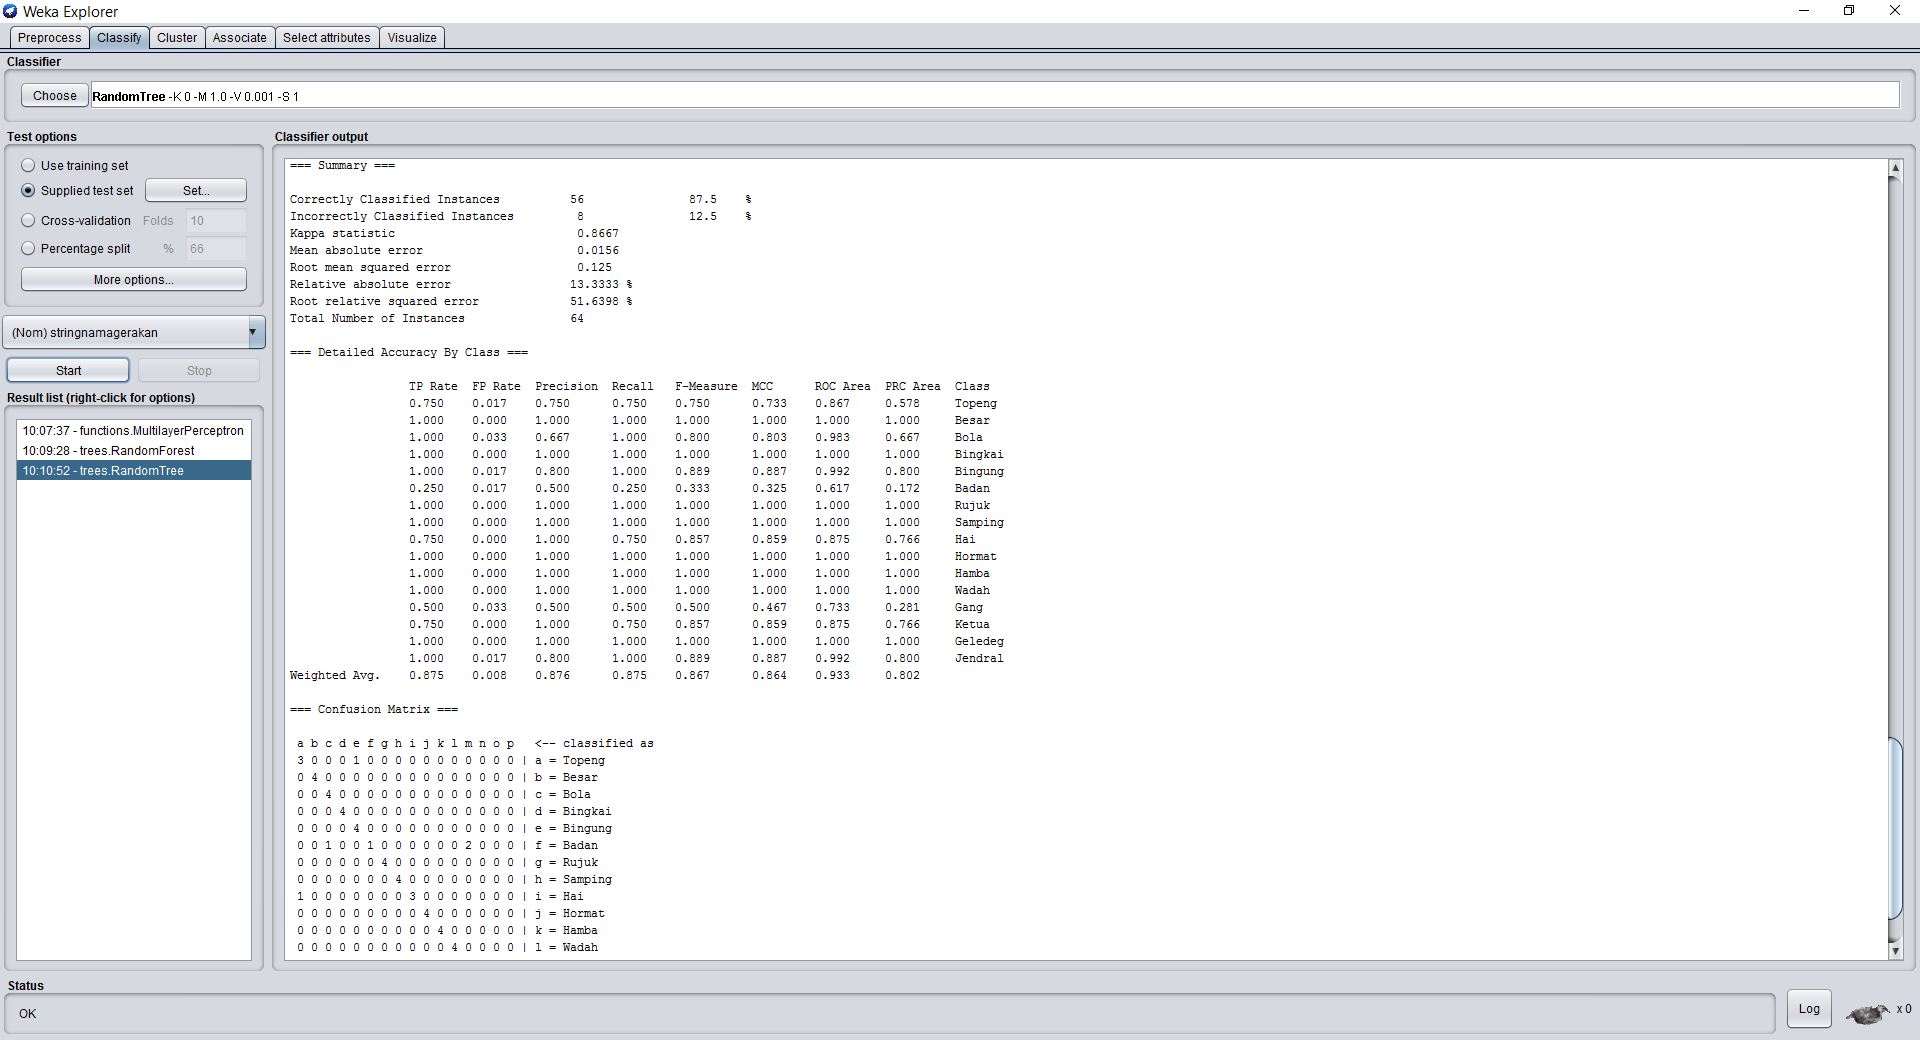 Weka Explorer
Preprocess Classify Cluster Associate Select attributes Visualize
Classifier
Choose RandomTree -K 0 -M 1.0 -V 0.001 -S 1
Test options
Use training set
Supplied test set Set...
Cross-validation Folds 10
Percentage split % 66
More options...
(Nom) stringnamagerakan
Start Stop
Result list (right-click for options)
10:07:37 - functions.MultilayerPerceptron
10:09:28 - trees.RandomForest
10:10:52 - trees.RandomTree
Classifier output
=== Summary ===
Correctly Classified Instances 56 87.5 %
Incorrectly Classified Instances 8 12.5 %
Kappa statistic 0.8667
Mean absolute error 0.0156
Root mean squared error 0.125
Relative absolute error 13.3333 %
Root relative squared error 51.6398 %
Total Number of Instances 64
=== Detailed Accuracy By Class ===
TP Rate FP Rate Precision Recall F-Measure MCC ROC Area PRC Area Class
0.750 0.017 0.750 0.750 0.750 0.733 0.867 0.578 Topeng
1.000 0.000 1.000 1.000 1.000 1.000 1.000 1.000 Besar
1.000 0.033 0.667 1.000 0.800 0.803 0.983 0.667 Bola
1.000 0.000 1.000 1.000 1.000 1.000 1.000 1.000 Bingkai
1.000 0.017 0.800 1.000 0.889 0.887 0.992 0.800 Bingung
0.250 0.017 0.500 0.250 0.333 0.325 0.617 0.172 Badan
1.000 0.000 1.000 1.000 1.000 1.000 1.000 1.000 Rujuk
1.000 0.000 1.000 1.000 1.000 1.000 1.000 1.000 Samping
0.750 0.000 1.000 0.750 0.857 0.859 0.875 0.766 Hai
1.000 0.000 1.000 1.000 1.000 1.000 1.000 1.000 Hormat
1.000 0.000 1.000 1.000 1.000 1.000 1.000 1.000 Hamba
1.000 0.000 1.000 1.000 1.000 1.000 1.000 1.000 Wadah
0.500 0.033 0.500 0.500 0.500 0.467 0.733 0.281 Gang
0.750 0.000 1.000 0.750 0.857 0.859 0.875 0.766 Ketua
1.000 0.000 1.000 1.000 1.000 1.000 1.000 1.000 Geledeg
1.000 0.017 0.800 1.000 0.889 0.887 0.992 0.800 Jendral
Weighted Avg. 0.875 0.008 0.876 0.875 0.867 0.864 0.933 0.802
=== Confusion Matrix ===
a b c d e f g h i j k l m n o p <-- classified as
3 0 0 0 1 0 0 0 0 0 0 0 0 0 0 0 | a = Topeng
0 4 0 0 0 0 0 0 0 0 0 0 0 0 0 0 | b = Besar
0 0 4 0 0 0 0 0 0 0 0 0 0 0 0 0 | c = Bola
0 0 0 4 0 0 0 0 0 0 0 0 0 0 0 0 | d = Bingkai
0 0 0 0 4 0 0 0 0 0 0 0 0 0 0 0 | e = Bingung
0 0 1 0 0 1 0 0 0 0 0 0 2 0 0 0 | f = Badan
0 0 0 0 0 0 4 0 0 0 0 0 0 0 0 0 | g = Rujuk
0 0 0 0 0 0 0 4 0 0 0 0 0 0 0 0 | h = Samping
1 0 0 0 0 0 0 0 3 0 0 0 0 0 0 0 | i = Hai
0 0 0 0 0 0 0 0 0 4 0 0 0 0 0 0 | j = Hormat
0 0 0 0 0 0 0 0 0 0 4 0 0 0 0 0 | k = Hamba
0 0 0 0 0 0 0 0 0 0 0 4 0 0 0 0 | l = Wadah
Status
OK
Log x 0